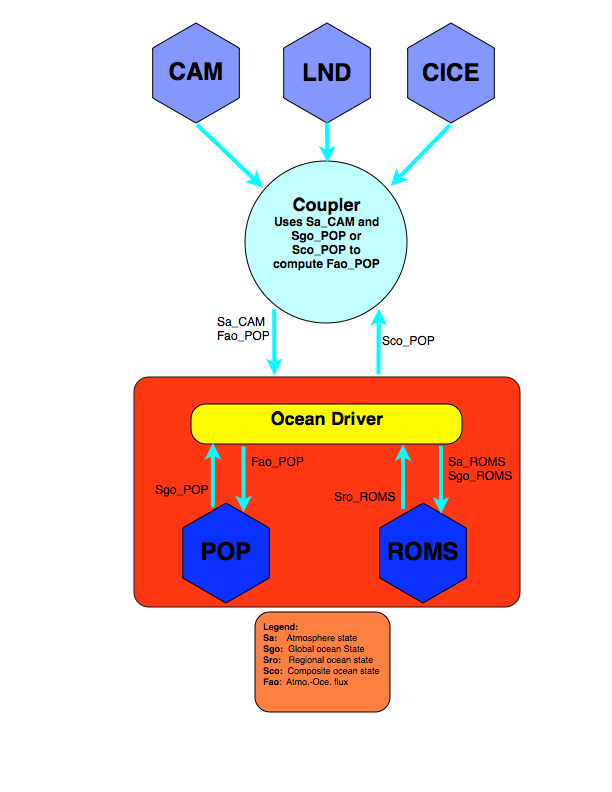 CAM
LND
CICE
Coupler
Uses Sa_CAM and
Sgo_POP or
Sco_POP to
compute Fao_POP
Sa_CAM
Fao_POP
Sco_POP
Ocean Driver
Sgo_POP
Fao_POP
Sro_ROMS
Sa_ROMS
Sgo_ROMS
POP
ROMS
Legend:
Sa: Atmosphere state
Sgo: Global ocean State
Sro: Regional ocean state
Sco: Composite ocean state
Fao: Atmo.-Oce. flux